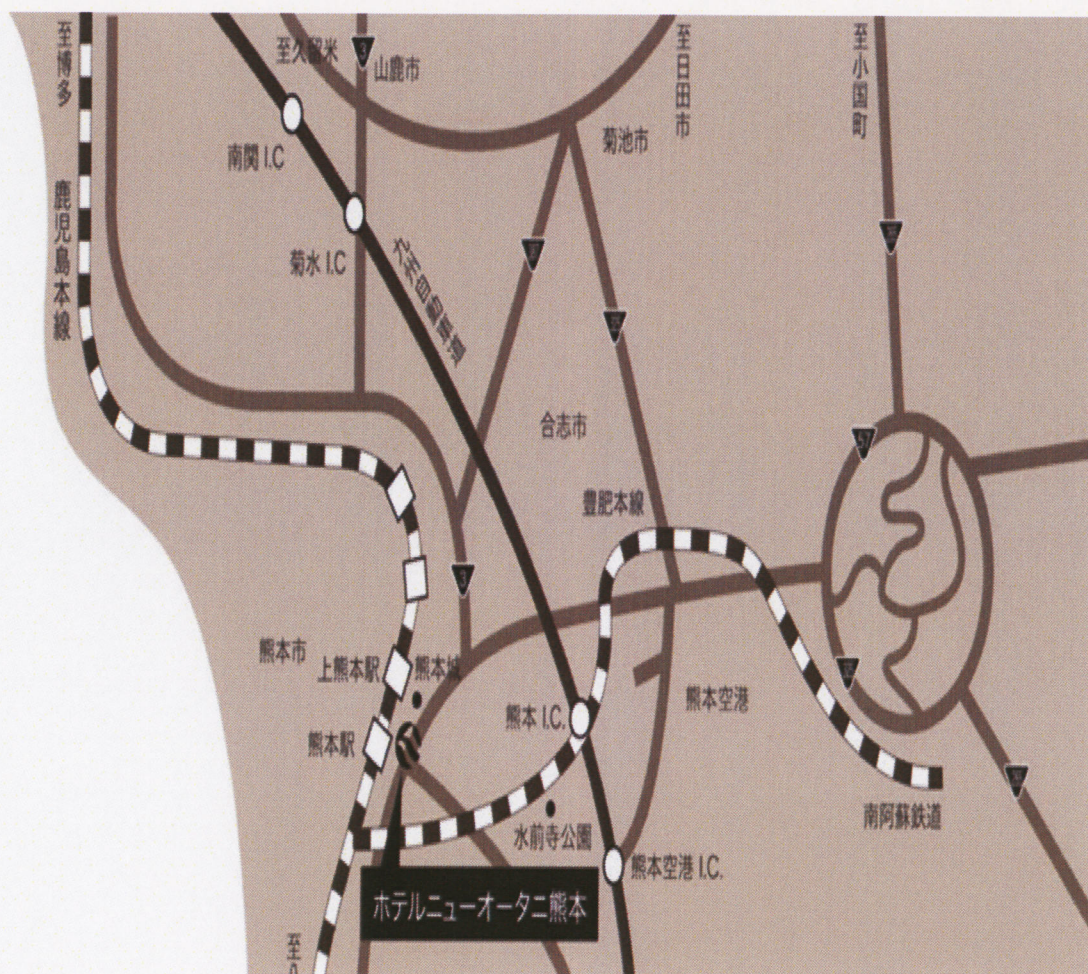 至博多
至久留米
3
山鹿市
至日田市
至小国町
菊池市
南関 I.C
鹿児島本線
菊水 I.C
九州自動車道
合志市
57
豊肥本線
3
熊本市
上熊本駅
熊本城
熊本空港
熊本 I.C.
熊本駅
南阿蘇鉄道
水前寺公園
熊本空港 I.C.
ホテルニューオータニ熊本